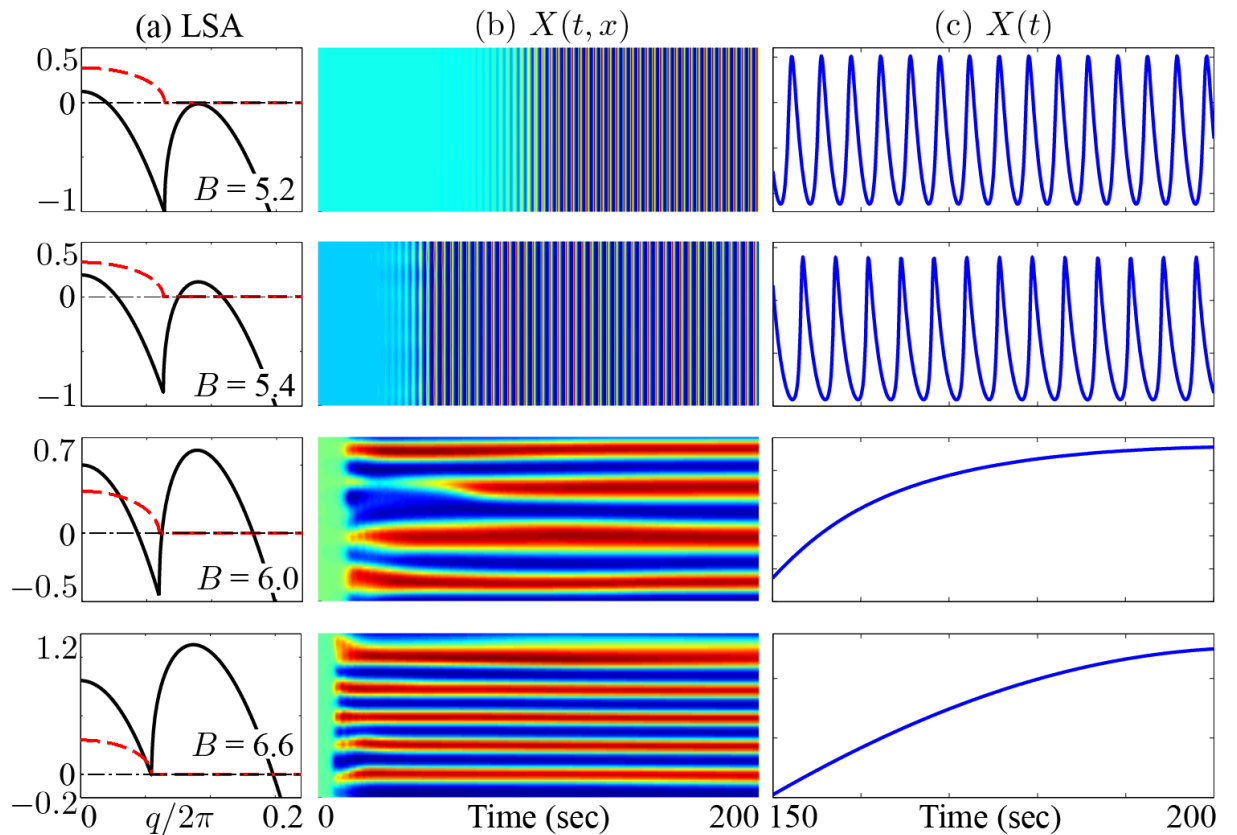 (a) LSA
(b) X(t, x)
(c) X(t)
0.5
0
−1
B = 5.2
0.5
0
−1
B = 5.4
0.7
0
−0.5
B = 6.0
1.2
0
−0.2
B = 6.6
0 q/2π 0.2
0 Time (sec) 200
150 Time (sec) 200